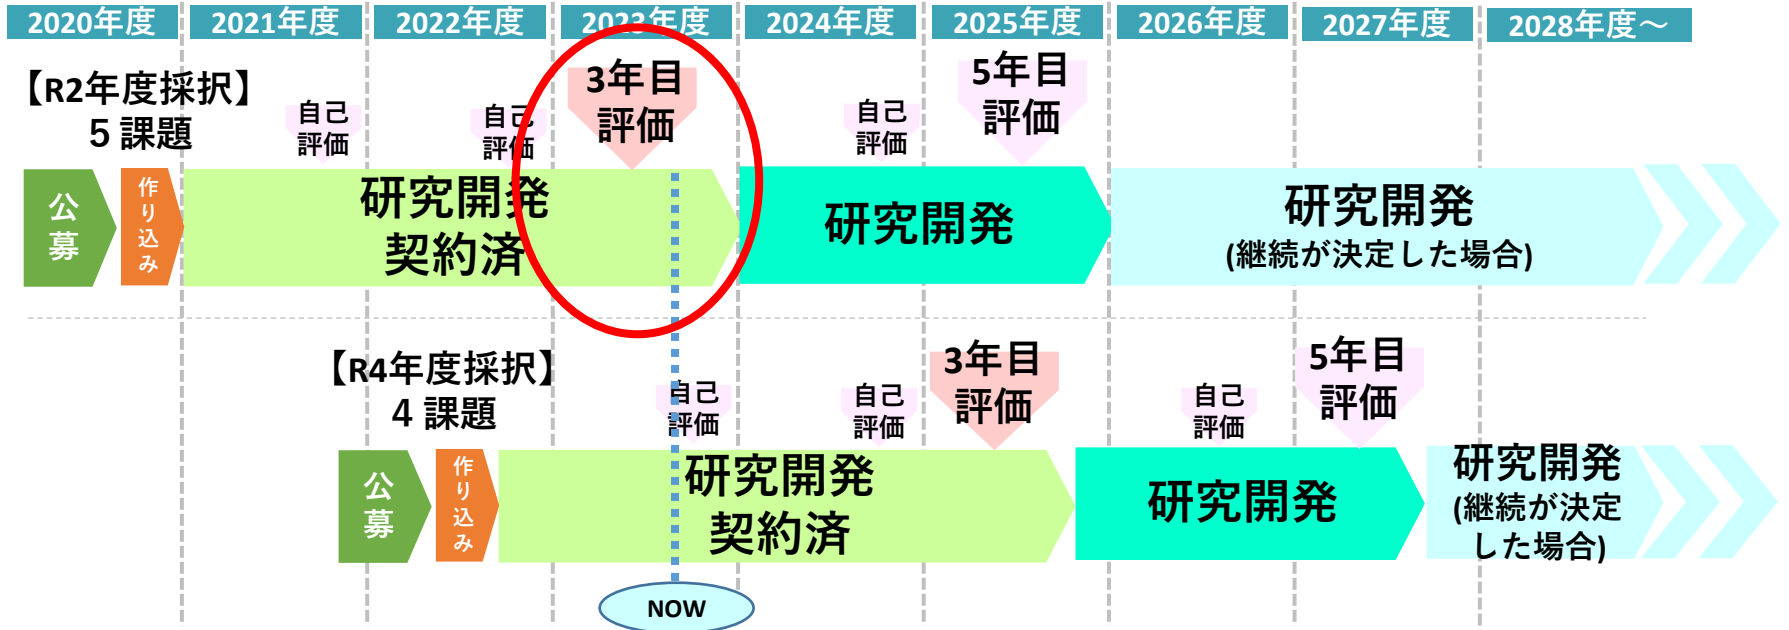 2020年度
2021年度
2022年度
2023年度
2024年度
2025年度
2026年度
2027年度
2028年度～
【R2年度採択】
５課題
自己
評価
自己
評価
3年目
評価
自己
評価
5年目
評価
公
募
作
り
込
み
研究開発
契約済
研究開発
研究開発
(継続が決定した場合)
【R4年度採択】
４課題
自己
評価
自己
評価
3年目
評価
自己
評価
5年目
評価
公
募
作
り
込
み
研究開発
契約済
研究開発
研究開発
(継続が決定
した場合)
NOW